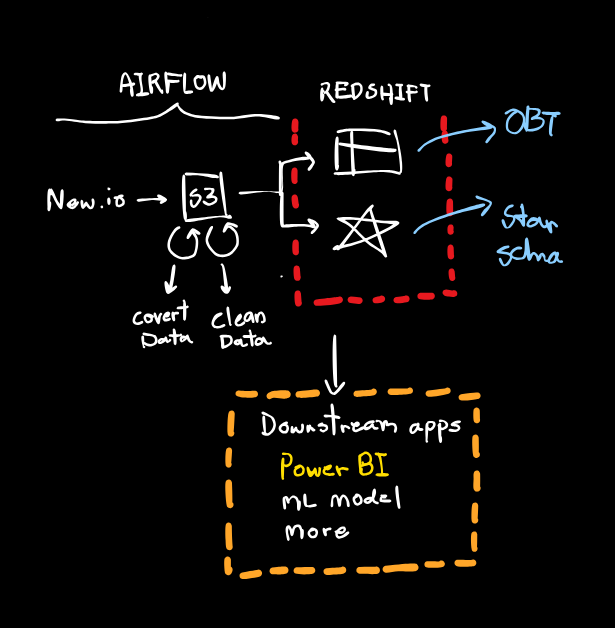 AIRFLOW
REDSHIFT
OBT
New.io
S3
Star
schma
covert
Data
clean
Data
Downstream apps
Power BI
ML model
More